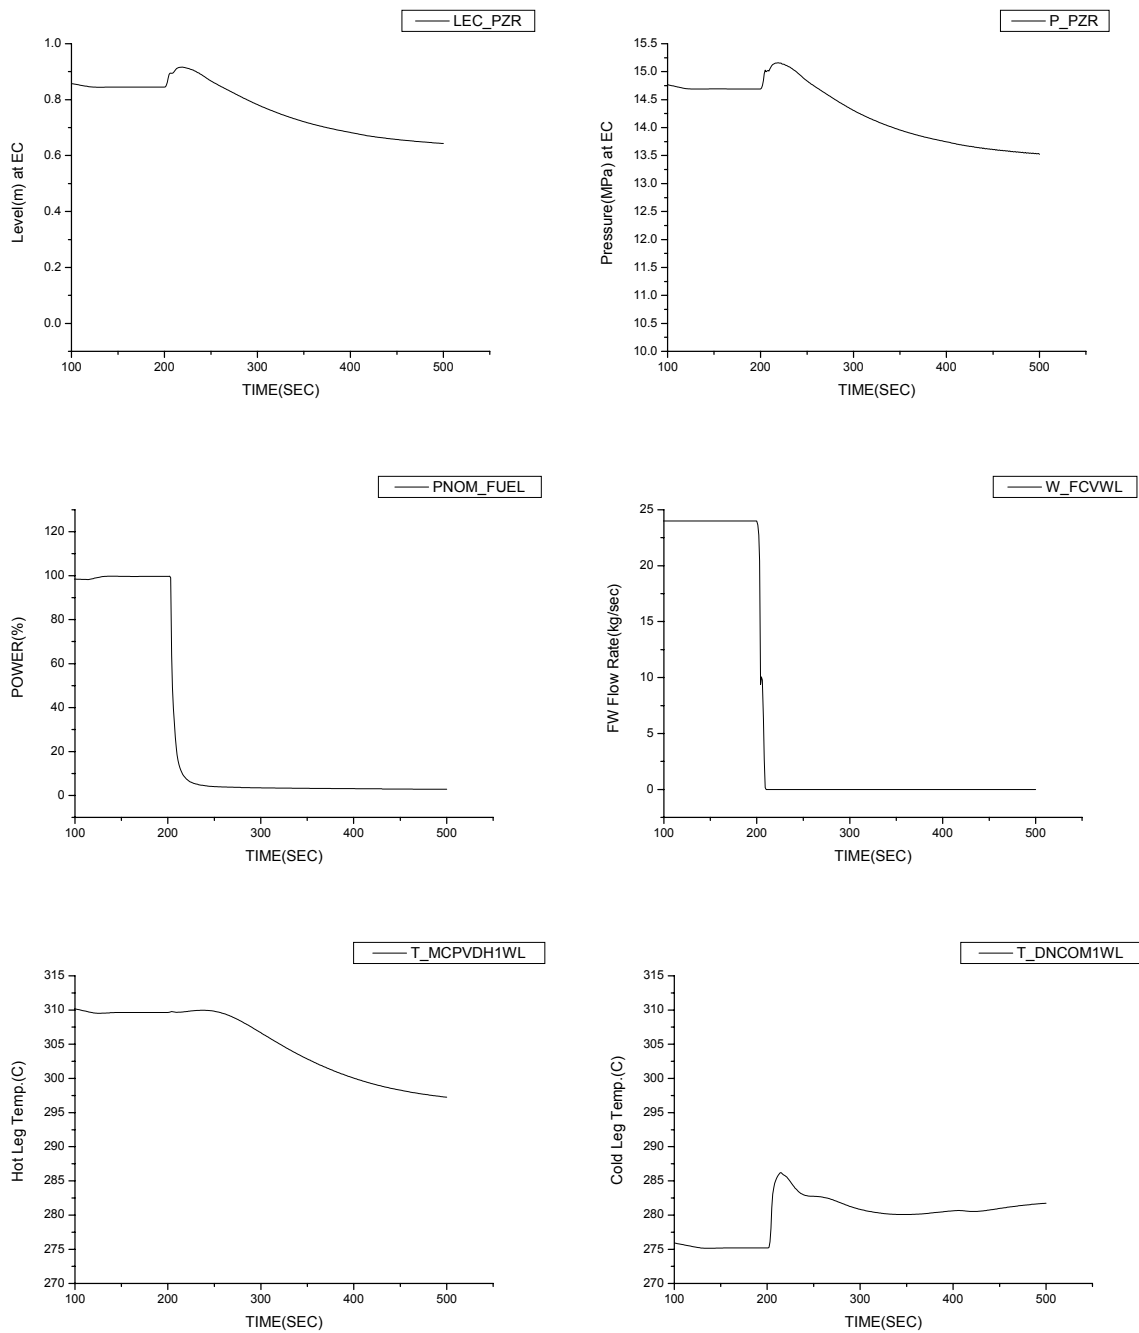 LEC_PZR
1.0
0.8
0.6
0.4
0.2
0.0
Level(m) at EC
100 200 300 400 500
TIME(SEC)
P_PZR
15.5
15.0
14.5
14.0
13.5
13.0
12.5
12.0
11.5
11.0
10.5
10.0
Pressure(MPa) at EC
100 200 300 400 500
TIME(SEC)
PNOM_FUEL
120
100
80
60
40
20
0
POWER(%)
100 200 300 400 500
TIME(SEC)
W_FCVWL
25
20
15
10
5
0
FW Flow Rate(kg/sec)
100 200 300 400 500
TIME(SEC)
T_MCPVDH1WL
315
310
305
300
295
290
285
280
275
270
Hot Leg Temp.(C)
100 200 300 400 500
TIME(SEC)
T_DNCOM1WL
315
310
305
300
295
290
285
280
275
270
Cold Leg Temp.(C)
100 200 300 400 500
TIME(SEC)